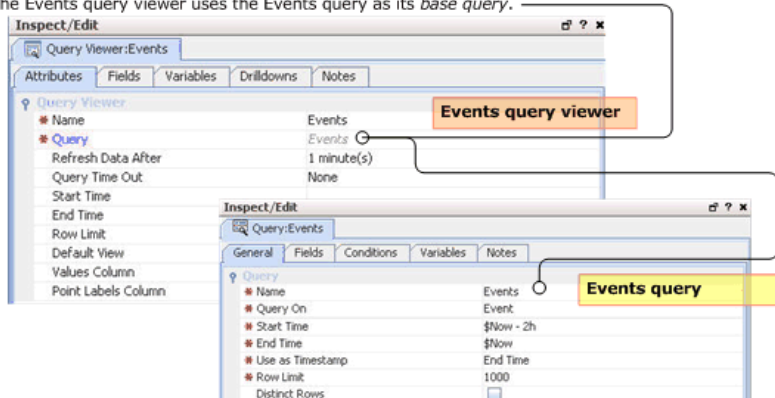 he Events query viewer uses the Events query as its base query.
Inspect/Edit
Query Viewer:Events
Attributes Fields Variables Drilldowns Notes
Query Viewer
Name Events
Query Events
Refresh Data After 1 minute(s)
Query Time Out None
Start Time
End Time
Row Limit
Default View
Values Column
Point Labels Column
Events query viewer
Inspect/Edit
Query:Events
General Fields Conditions Variables Notes
Query
Name Events
Query On Event
Start Time $Now - 2h
End Time $Now
Use as Timestamp End Time
Row Limit 1000
Distinct Rows
Events query